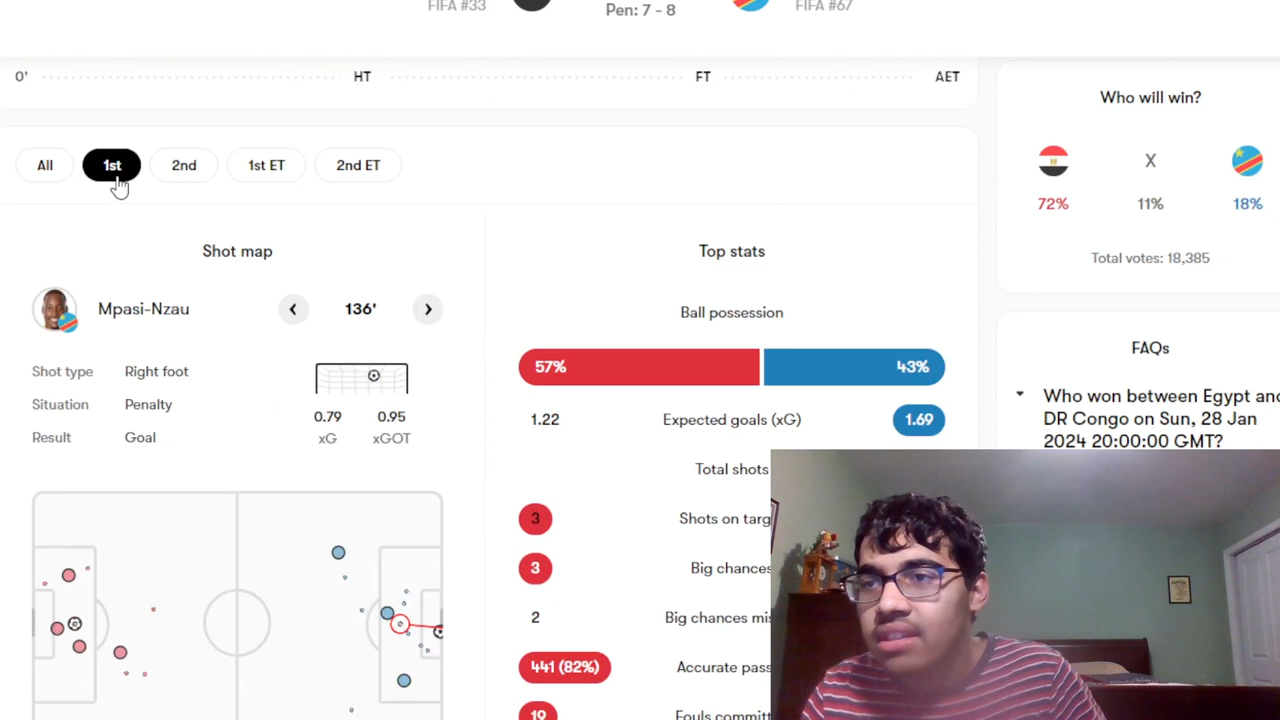 FIFA #33
Pen: 7 - 8
FIFA #67
0'
HT
FT
AET
All
1st
2nd
1st ET
2nd ET
Shot map
Mpasi-Nzau
136'
Shot type Right foot
Situation Penalty
Result Goal
0.79 0.95
xG xGOT
Top stats
Ball possession
57% 43%
1.22 Expected goals (xG) 1.69
Total shots
3 Shots on targ
3 Big chances
2 Big chances mis
441 (82%) Accurate pass
19 Fouls committ
Who will win?
X
72% 11% 18%
Total votes: 18,385
FAQs
Who won between Egypt and
DR Congo on Sun, 28 Jan
2024 20:00:00 GMT?